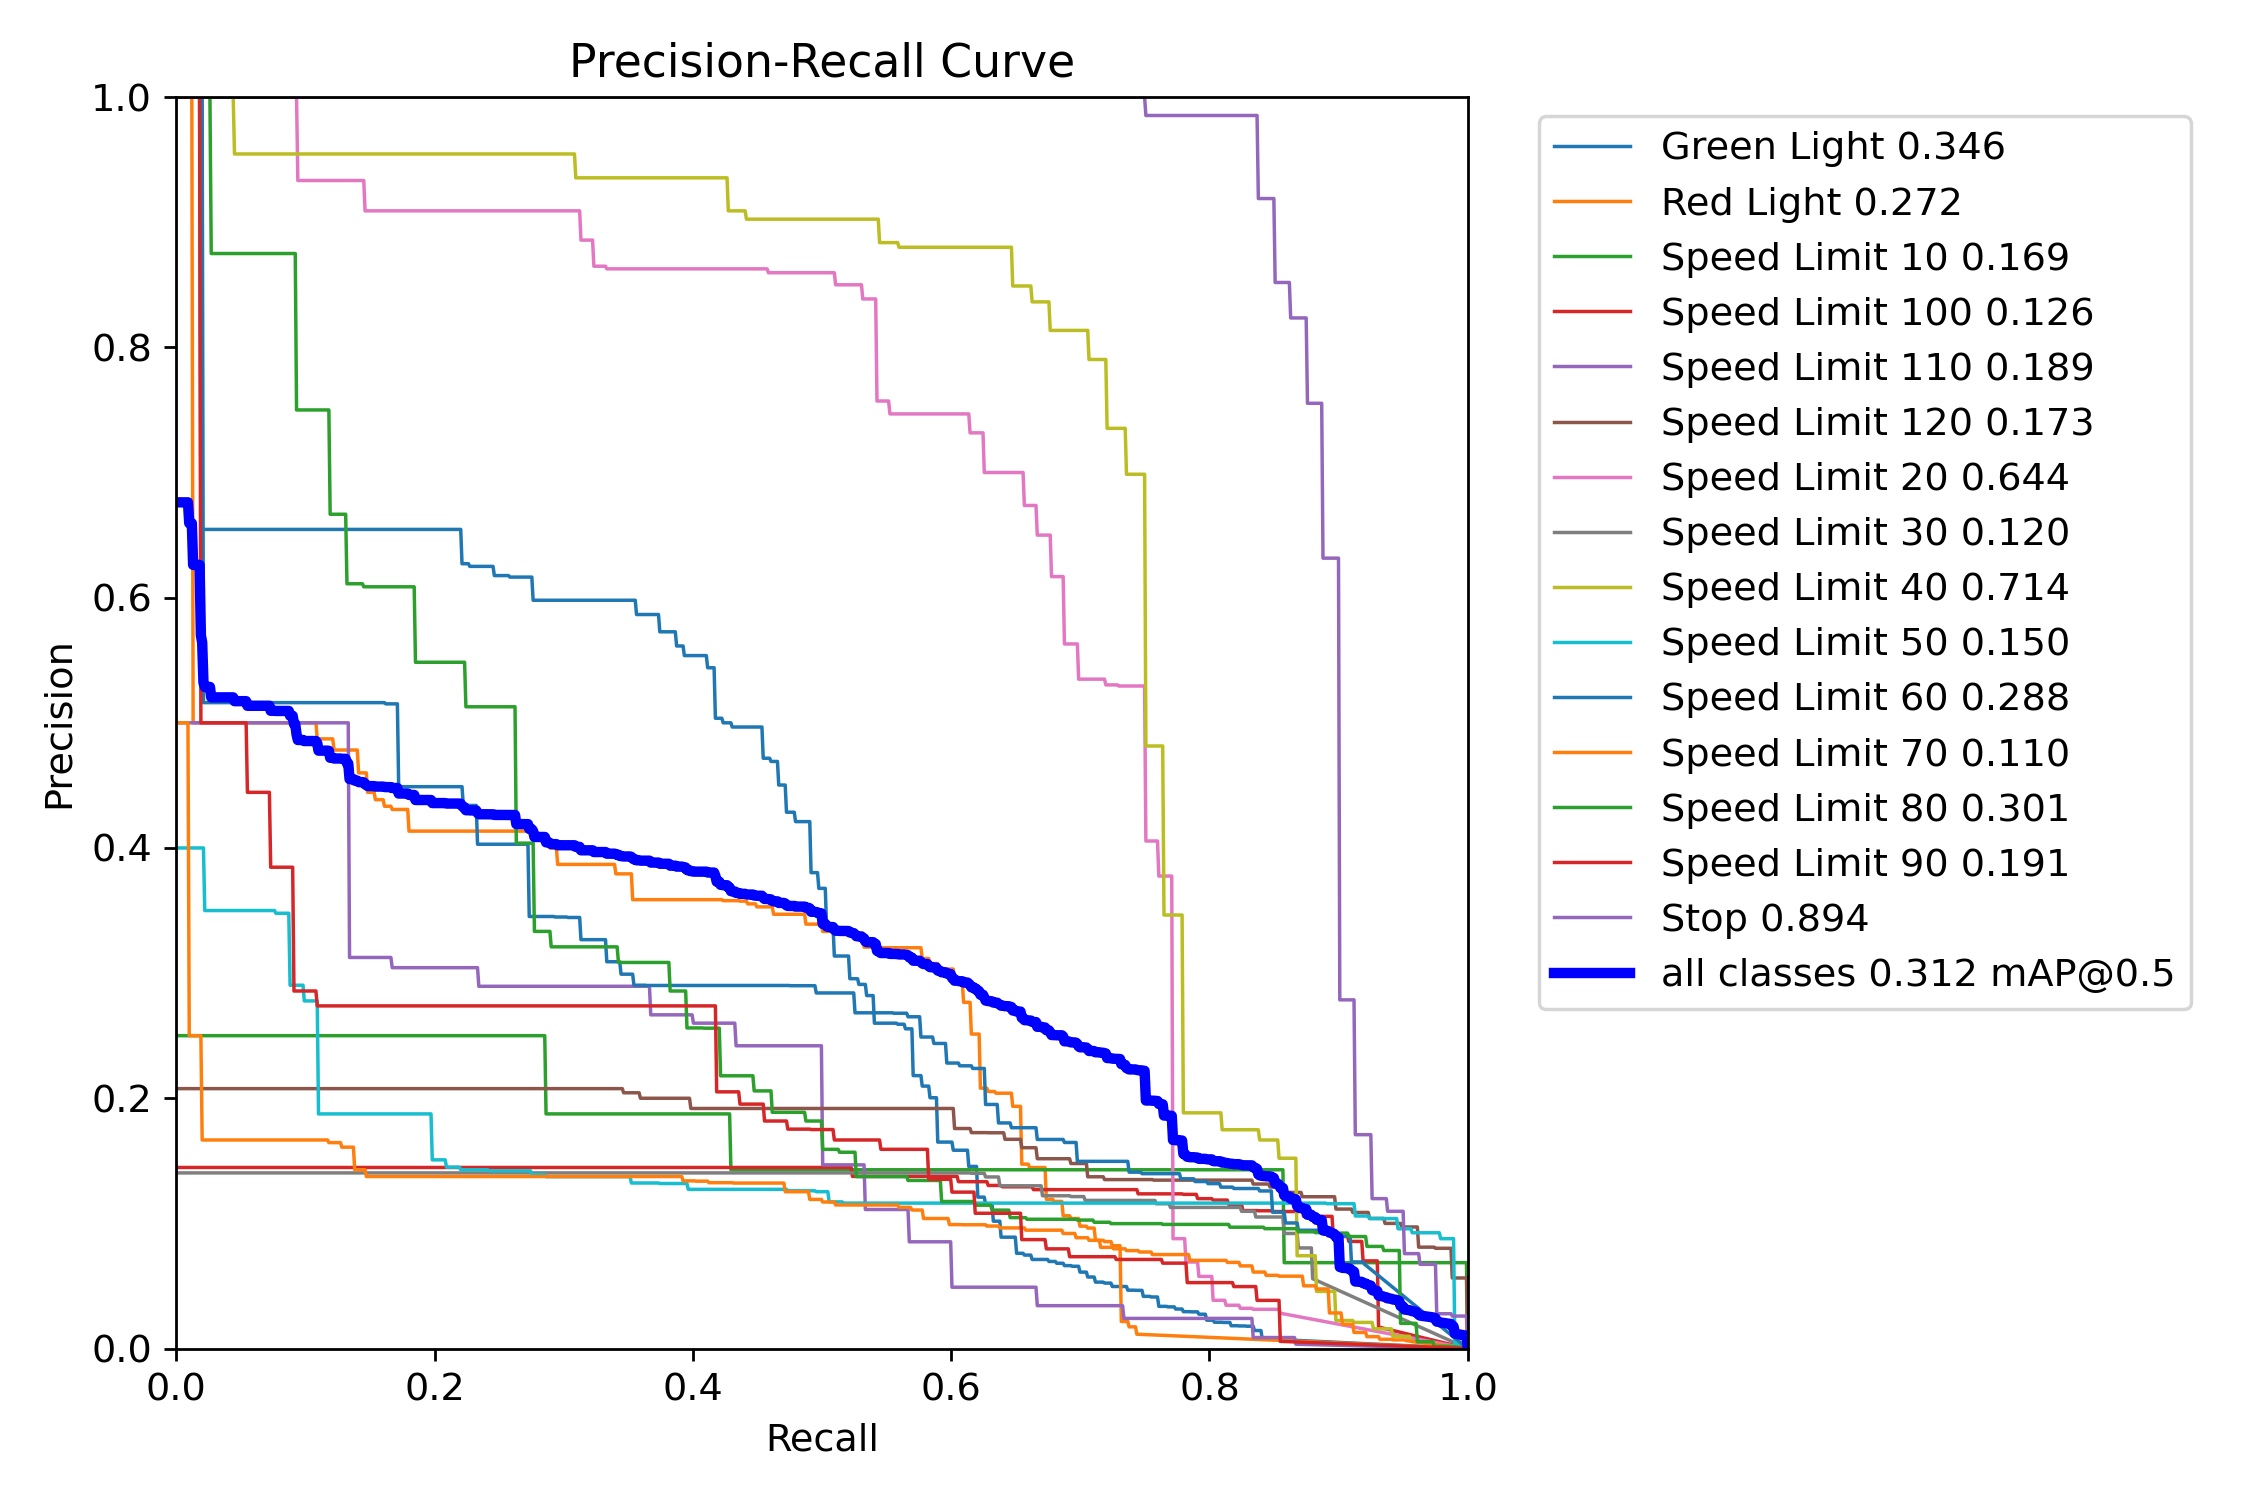 Precision-Recall Curve
1.0
0.8
0.6
0.4
0.2
0.0
Precision
0.0 0.2 0.4 0.6 0.8 1.0
Recall
Green Light 0.346
Red Light 0.272
Speed Limit 10 0.169
Speed Limit 100 0.126
Speed Limit 110 0.189
Speed Limit 120 0.173
Speed Limit 20 0.644
Speed Limit 30 0.120
Speed Limit 40 0.714
Speed Limit 50 0.150
Speed Limit 60 0.288
Speed Limit 70 0.110
Speed Limit 80 0.301
Speed Limit 90 0.191
Stop 0.894
all classes 0.312 mAP@0.5